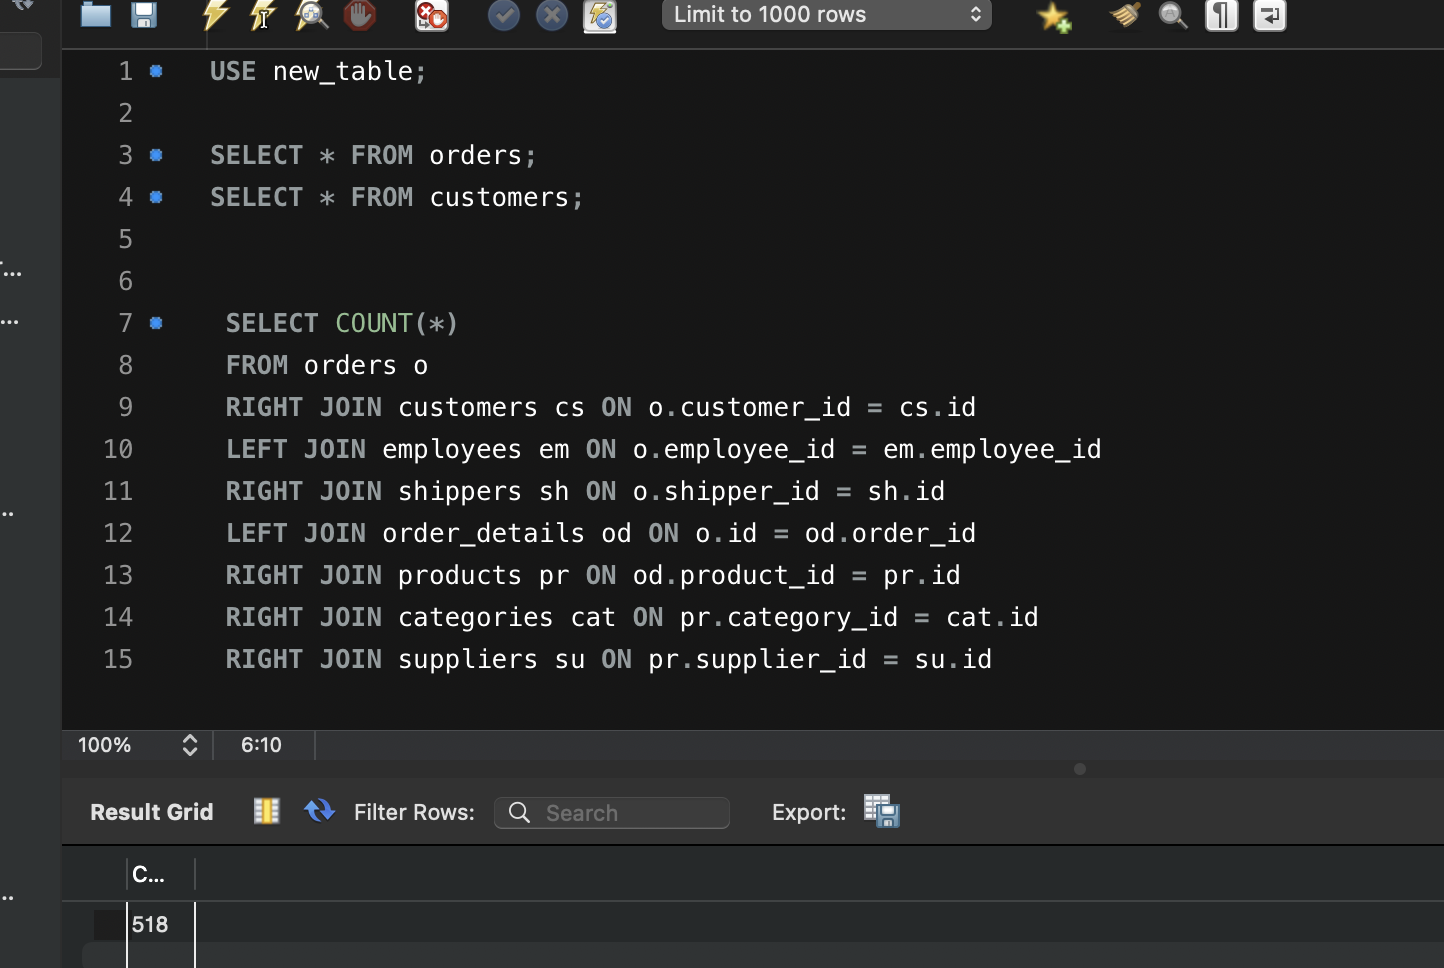 Limit to 1000 rows
1 USE new_table;
2
3 SELECT * FROM orders;
4 SELECT * FROM customers;
5
6
7 SELECT COUNT(*)
8 FROM orders o
9 RIGHT JOIN customers cs ON o.customer_id = cs.id
10 LEFT JOIN employees em ON o.employee_id = em.employee_id
11 RIGHT JOIN shippers sh ON o.shipper_id = sh.id
12 LEFT JOIN order_details od ON o.id = od.order_id
13 RIGHT JOIN products pr ON od.product_id = pr.id
14 RIGHT JOIN categories cat ON pr.category_id = cat.id
15 RIGHT JOIN suppliers su ON pr.supplier_id = su.id
100% 6:10
Result Grid Filter Rows: Search Export:
C...
518